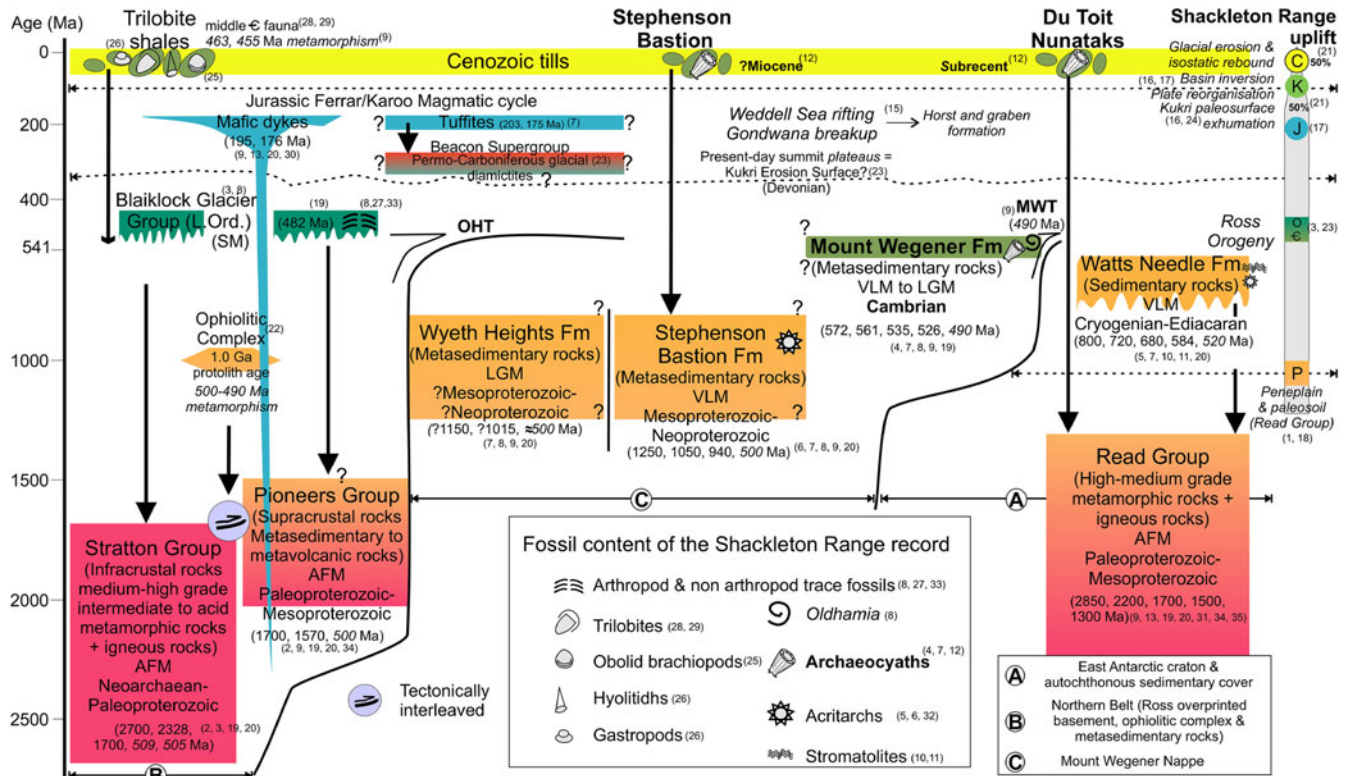 Age (Ma)
0
200
400
541
1000
1500
2000
2500
Trilobite
shales
middle Є fauna(28, 29)
463, 455 Ma metamorphism(9)
(26)
(25)
Stephenson
Bastion
Du Toit
Nunataks
Shackleton Range
uplift
Cenozoic tills
?Miocene(12)
Subrecent(12)
Glacial erosion &
isostatic rebound
C
(21)
50%
(16, 17) Basin inversion
Plate reorganisation
K
Kukri paleosurface
50%(21)
(16, 24) exhumation
J
(17)
Jurassic Ferrar/Karoo Magmatic cycle
Mafic dykes
(195, 176 Ma)
(9, 13, 20, 30)
?
Tuffites (203, 175 Ma) (7)
?
Beacon Supergroup
?
Permo-Carboniferous glacial (23)
?
diamictites
?
Weddell Sea rifting (15)
Gondwana breakup
Horst and graben
formation
Present-day summit plateaus =
Kukri Erosion Surface?(23)
(Devonian)
Blaiklock Glacier(3, 8)
Group (L.Ord.)
(SM)
(19)
(8,27,33)
(482 Ma)
OHT
(9)MWT
(490 Ma)
Ross
Orogeny
O
Є
(3, 23)
?
Mount Wegener Fm
?
(Metasedimentary rocks)
VLM to LGM
Cambrian
(572, 561, 535, 526, 490 Ma)
(4, 7, 8, 9, 19)
Watts Needle Fm
(Sedimentary rocks)
VLM
Cryogenian-Ediacaran
(800, 720, 680, 584, 520 Ma)
(5, 7, 10, 11, 20)
P
Peneplain
& paleosoil
(Read Group)
(1, 18)
Ophiolitic
Complex(22)
1.0 Ga
protolith age
500-490 Ma
metamorphism
?
Wyeth Heights Fm
(Metasedimentary rocks)
LGM
?Mesoproterozoic-
?Neoproterozoic
?
(?1150, ?1015, ≈500 Ma)
(7, 8, 9, 20)
?
Stephenson
Bastion Fm
(Metasedimentary rocks)
VLM
Mesoproterozoic-
?
Neoproterozoic
(1250, 1050, 940, 500 Ma) (6, 7, 8, 9, 20)
C
A
Stratton Group
(Infracrustal rocks
medium-high grade
intermediate to acid
metamorphic rocks
+ igneous rocks)
AFM
Neoarchaean-
Paleoproterozoic
(2700, 2328, (2, 3, 19, 20)
1700, 509, 505 Ma)
B
?
Pioneers Group
(Supracrustal rocks
Metasedimentary to
metavolcanic rocks)
AFM
Paleoproterozoic-
Mesoproterozoic
(1700, 1570, 500 Ma)
(2, 9, 19, 20, 34)
Tectonically
interleaved
Read Group
(High-medium grade
metamorphic rocks +
igneous rocks)
AFM
Paleoproterozoic-
Mesoproterozoic
(2850, 2200, 1700, 1500,
1300 Ma)(9, 13, 19, 20, 31, 34, 35)
Fossil content of the Shackleton Range record
Arthropod & non arthropod trace fossils (8, 27, 33)
Trilobites (28, 29)
Obolid brachiopods(25)
Hyolitidhs (26)
Gastropods (26)
Oldhamia (8)
Archaeocyaths (4, 7, 12)
Acritarchs (5, 6, 32)
Stromatolites (10, 11)
A East Antarctic craton &
autochthonous sedimentary cover
B Northern Belt (Ross overprinted
basement, ophiolitic complex &
metasedimentary rocks)
C Mount Wegener Nappe